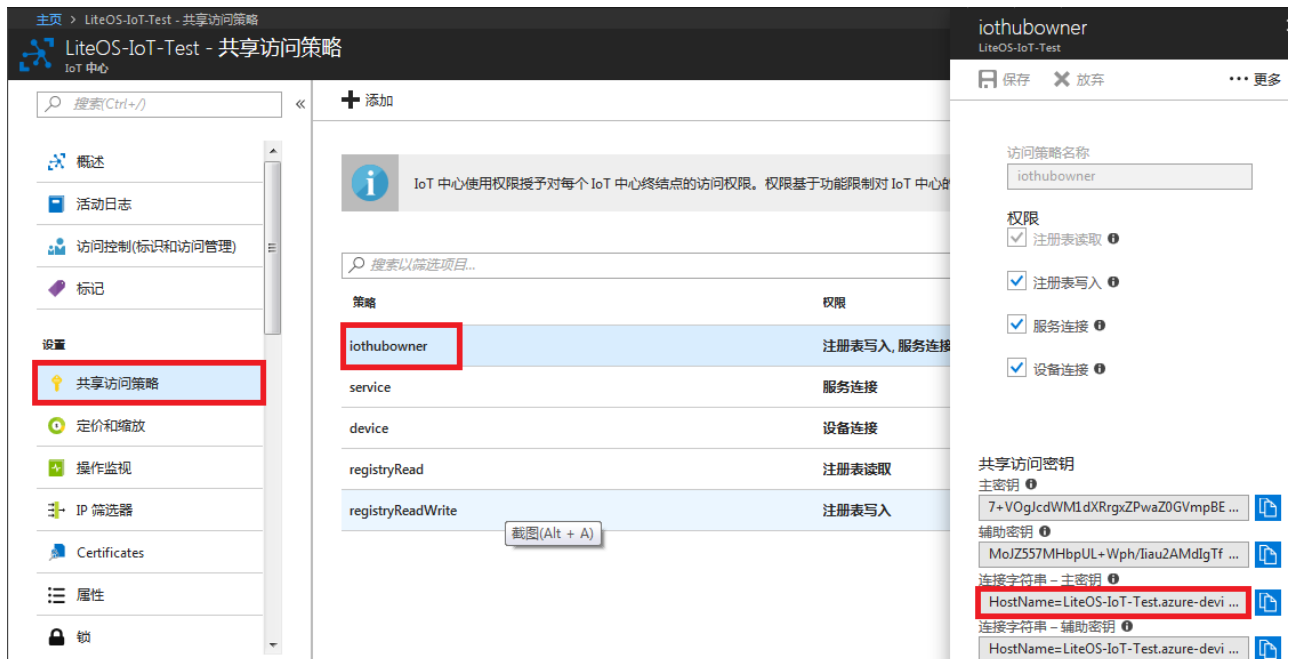 主页 > LiteOS-IoT-Test - 共享访问策略
LiteOS-IoT-Test - 共享访问策略
IoT 中心
搜索(Ctrl+/)
概述
活动日志
访问控制(标识和访问管理)
标记
设置
共享访问策略
定价和缩放
操作监视
IP 筛选器
Certificates
属性
锁
添加
IoT 中心使用权限授予对每个 IoT 中心终结点的访问权限。权限基于功能限制对 IoT 中心的
搜索以筛选项目...
策略 权限
iothubowner 注册表写入, 服务连接
service 服务连接
device 设备连接
registryRead 注册表读取
registryReadWrite 注册表写入
截图(Alt + A)
iothubowner
LiteOS-IoT-Test
保存 放弃 ··· 更多
访问策略名称
iothubowner
权限
注册表读取
注册表写入
服务连接
设备连接
共享访问密钥
主密钥
7+VOgJcdWM1dXRrgxZPwaZ0GVmpBE ...
辅助密钥
MoJZ557MHbpUL+Wph/Iiau2AMdIgTf ...
连接字符串 – 主密钥
HostName=LiteOS-IoT-Test.azure-devi ...
连接字符串 – 辅助密钥
HostName=LiteOS-IoT-Test.azure-devi ...